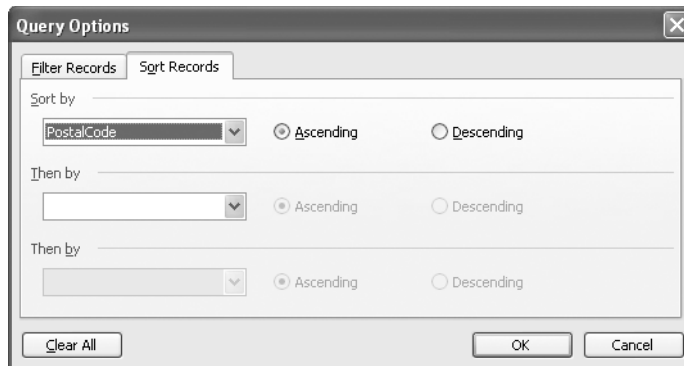 Query Options
Filter Records Sort Records
Sort by
PostalCode Ascending Descending
Then by
Ascending Descending
Then by
Ascending Descending
Clear All OK Cancel